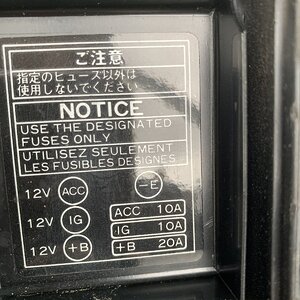 ご注意
指定のヒューズ以外は
使用しないでください
NOTICE
USE THE DESIGNATED
FUSES ONLY
UTILISEZ SEULEMENT
LES FUSIBLES DESIGNES
12V ACC −E
12V IG ACC 10A
IG 10A
12V +B +B 20A